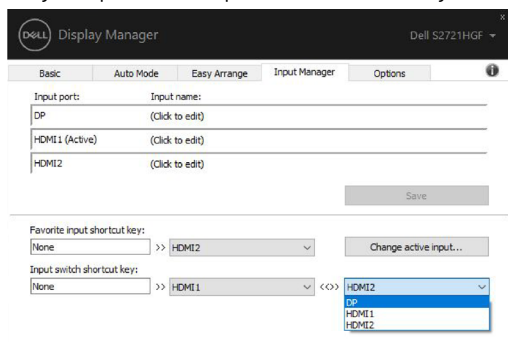 DELL Display Manager Dell S2721HGF
x
Basic Auto Mode Easy Arrange Input Manager Options
Input port: Input name:
DP (Click to edit)
HDMI1 (Active) (Click to edit)
HDMI2 (Click to edit)
Save
Favorite input shortcut key:
None >> HDMI2 Change active input...
Input switch shortcut key:
None >> HDMI1 <<>> HDMI2
DP
HDMI1
HDMI2